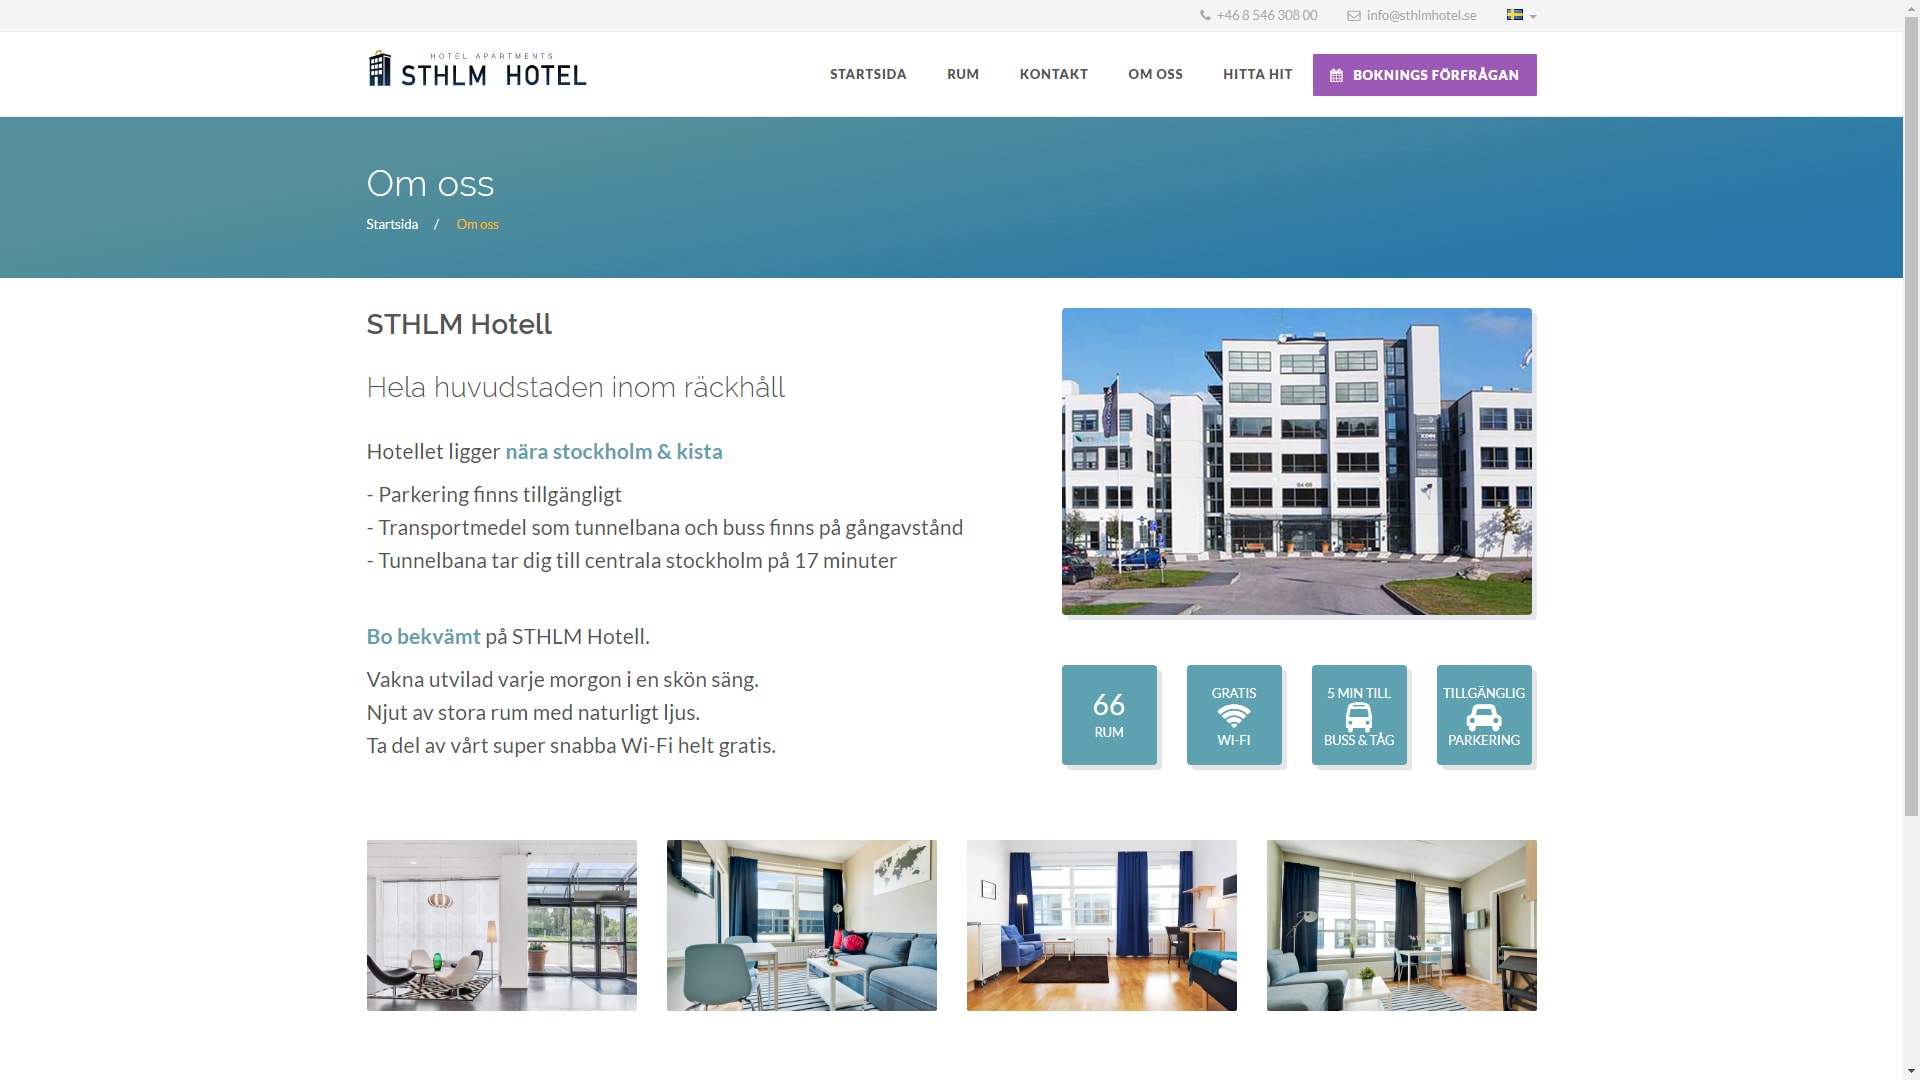 +46 8 546 308 00
info@sthlmhotel.se
HOTEL APARTMENTS
STHLM HOTEL
STARTSIDA
RUM
KONTAKT
OM OSS
HITTA HIT
BOKNINGS FÖRFRÅGAN
Om oss
Startsida / Om oss
STHLM Hotell
Hela huvudstaden inom räckhåll
Hotellet ligger nära stockholm & kista
- Parkering finns tillgängligt
- Transportmedel som tunnelbana och buss finns på gångavstånd
- Tunnelbana tar dig till centrala stockholm på 17 minuter
Bo bekvämt på STHLM Hotell.
Vakna utvilad varje morgon i en skön säng.
Njut av stora rum med naturligt ljus.
Ta del av vårt super snabba Wi-Fi helt gratis.
66
RUM
GRATIS
WI-FI
5 MIN TILL
BUSS & TÅG
TILLGÄNGLIG
PARKERING